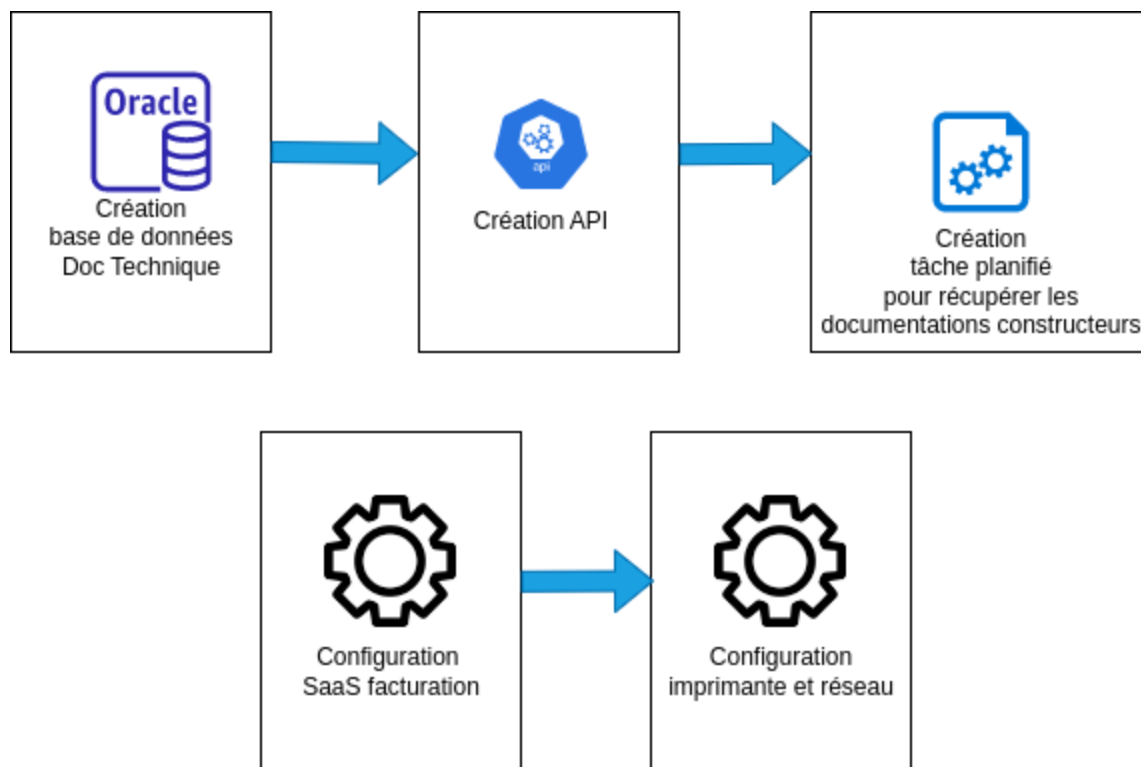 Oracle
Création
base de données
Doc Technique
api
Création API
Création
tâche planifié
pour récupérer les
documentations constructeurs
Configuration
SaaS facturation
Configuration
imprimante et réseau